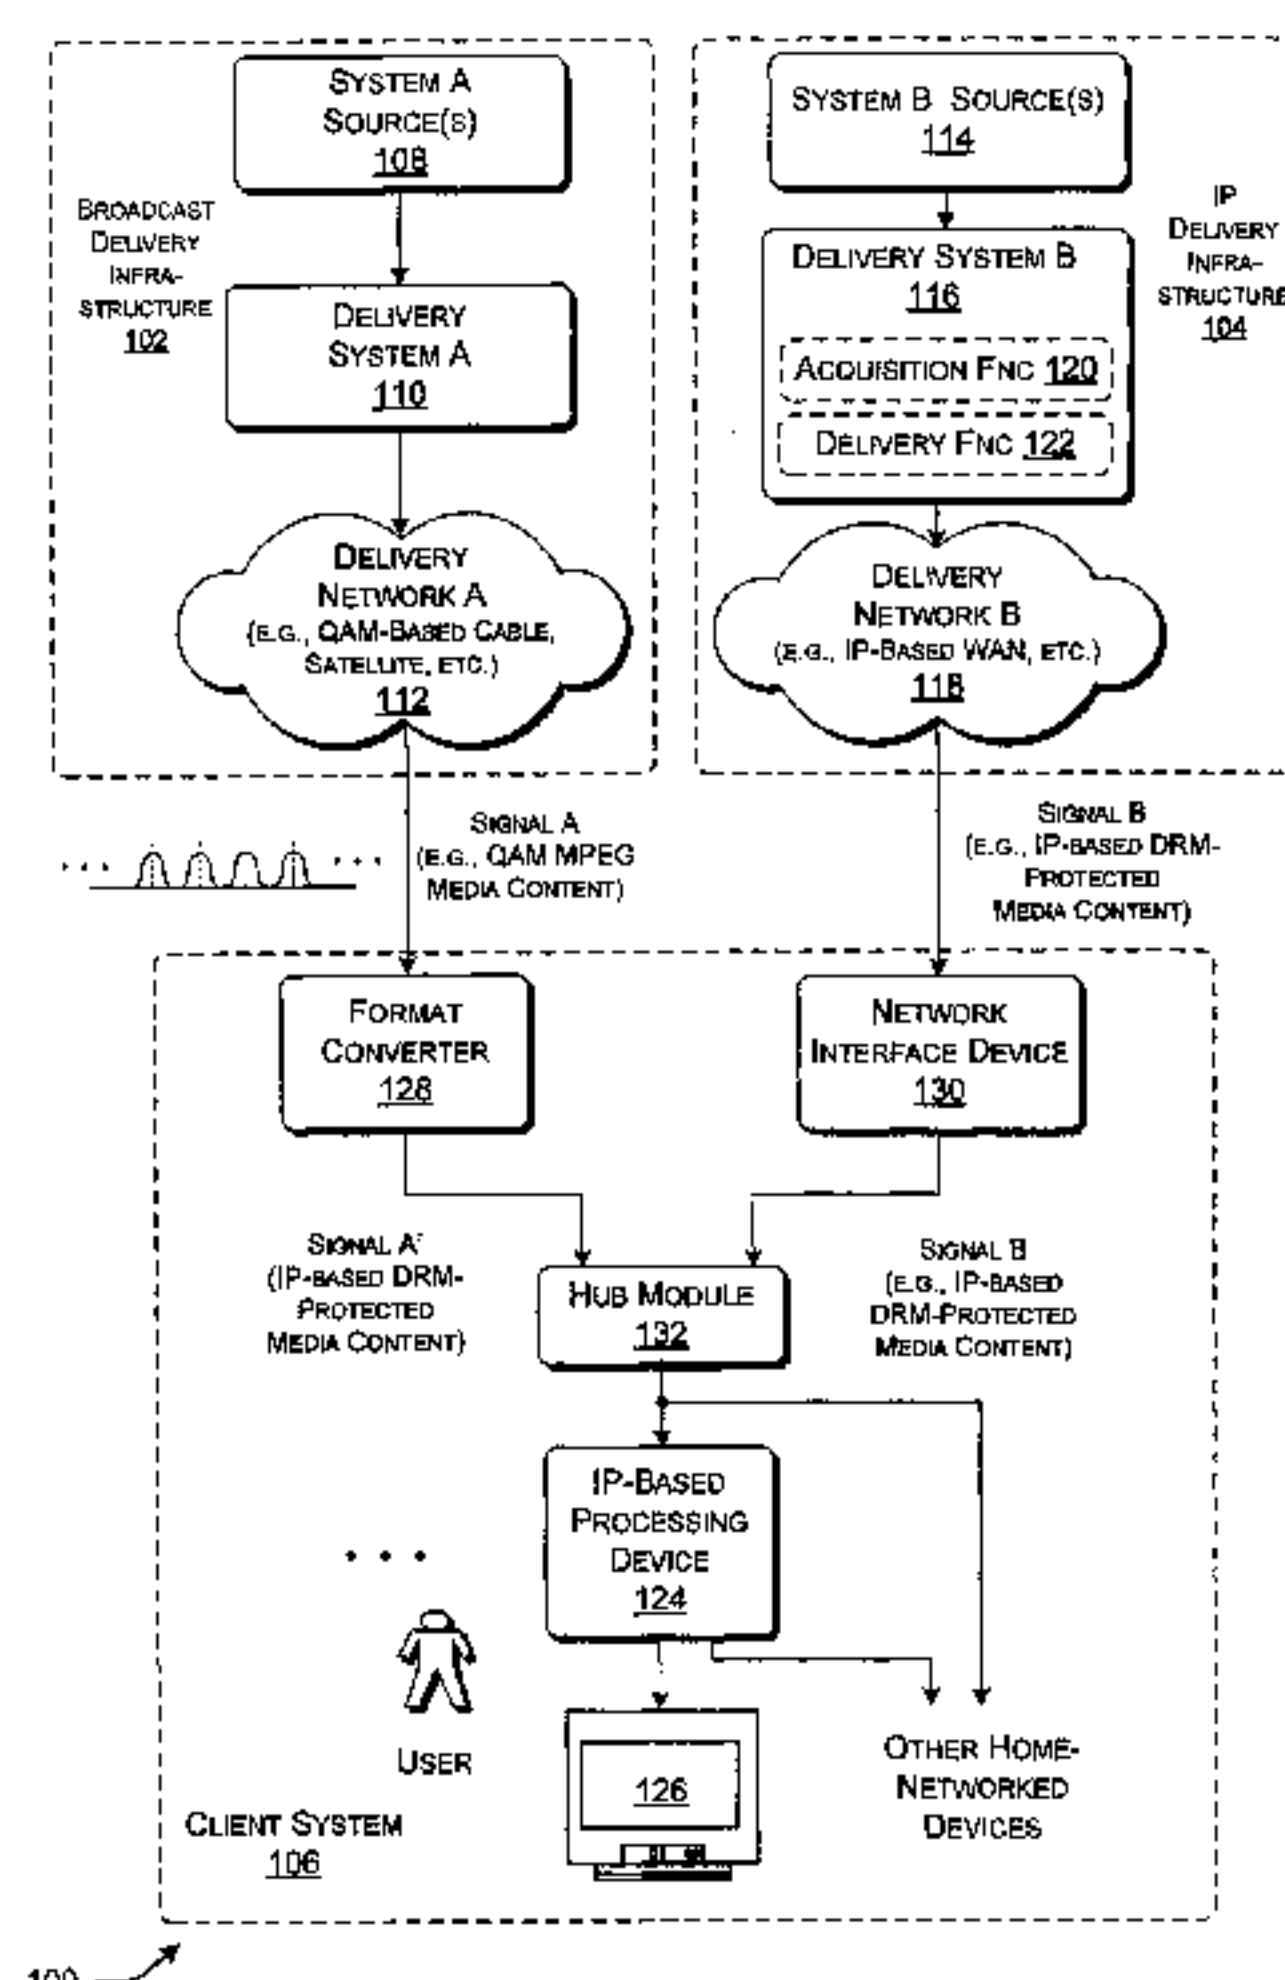 SYSTEM A
SOURCE(S)
108
BROADCAST
DELIVERY
INFRA-
STRUCTURE
102
DELIVERY
SYSTEM A
110
DELIVERY
NETWORK A
(E.G., QAM-BASED CABLE,
SATELLITE, ETC.)
112
SYSTEM B SOURCE(S)
114
IP
DELIVERY
INFRA-
STRUCTURE
104
DELIVERY SYSTEM B
116
ACQUISITION FNC 120
DELIVERY FNC 122
DELIVERY
NETWORK B
(E.G., IP-BASED WAN, ETC.)
118
SIGNAL A
(E.G., QAM MPEG
MEDIA CONTENT)
SIGNAL B
(E.G., IP-BASED DRM-
PROTECTED
MEDIA CONTENT)
FORMAT
CONVERTER
128
NETWORK
INTERFACE DEVICE
130
SIGNAL A'
(IP-BASED DRM-
PROTECTED
MEDIA CONTENT)
HUB MODULE
132
SIGNAL B
(E.G., IP-BASED
DRM-PROTECTED
MEDIA CONTENT)
IP-BASED
PROCESSING
DEVICE
124
USER
126
OTHER HOME-
NETWORKED
DEVICES
CLIENT SYSTEM
106
100